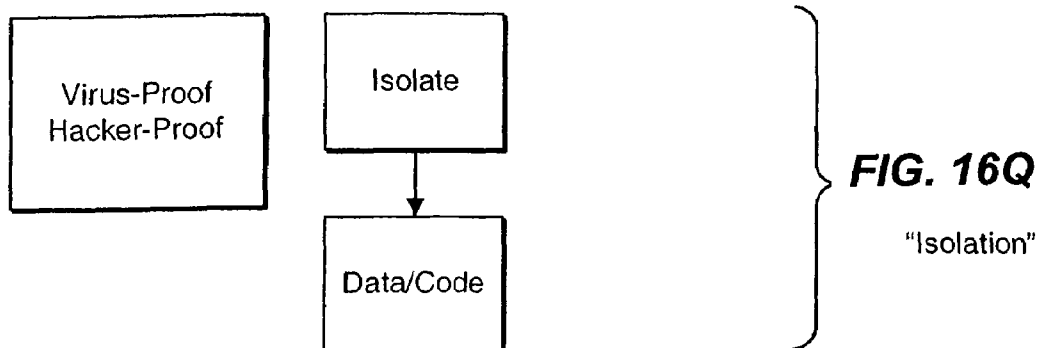 Virus-Proof
Hacker-Proof
Isolate
Data/Code
FIG. 16Q
“Isolation”